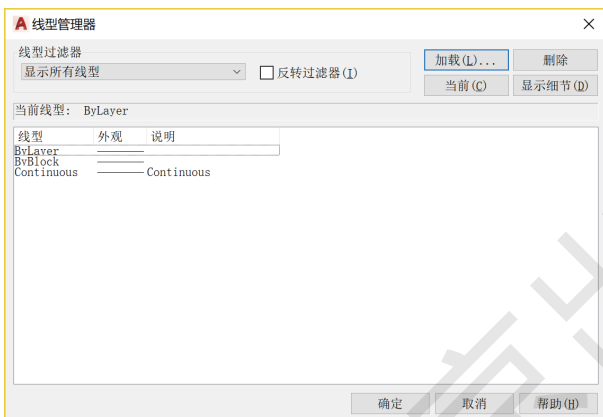 线型管理器
线型过滤器
显示所有线型
反转过滤器(I)
加载(L)...
删除
当前(C)
显示细节(D)
当前线型: ByLayer
线型 外观 说明
ByLayer
ByBlock
Continuous Continuous
确定 取消 帮助(H)